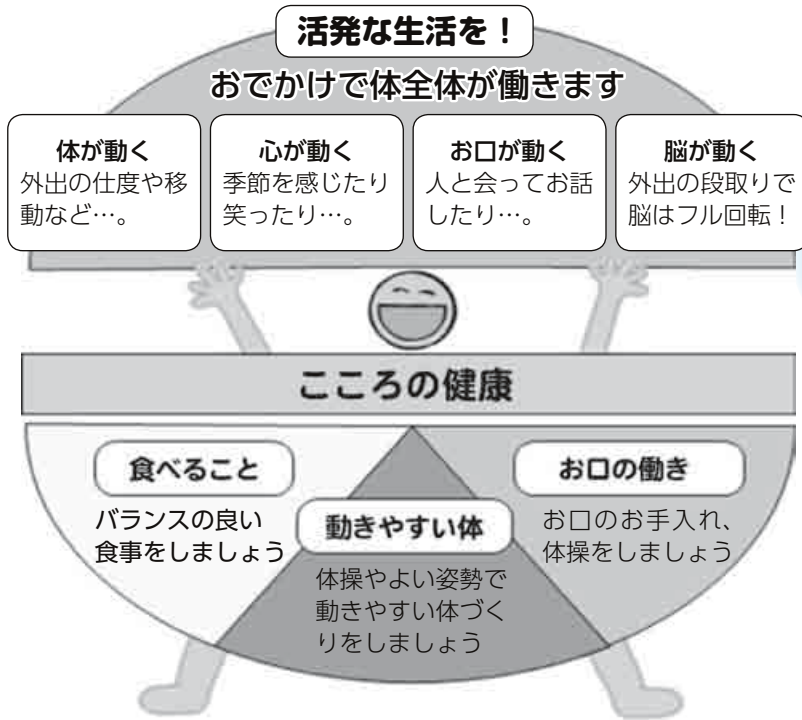 活発な生活を！
おでかけで体全体が働きます
体が動く
外出の仕度や移
動など…。
心が動く
季節を感じたり
笑ったり…。
お口が動く
人と会ってお話
したり…。
脳が動く
外出の段取りで
脳はフル回転！
こころの健康
食べること
バランスの良い
食事をしましょう
動きやすい体
体操やよい姿勢で
動きやすい体づく
りをしましょう
お口の働き
お口のお手入れ、
体操をしましょう